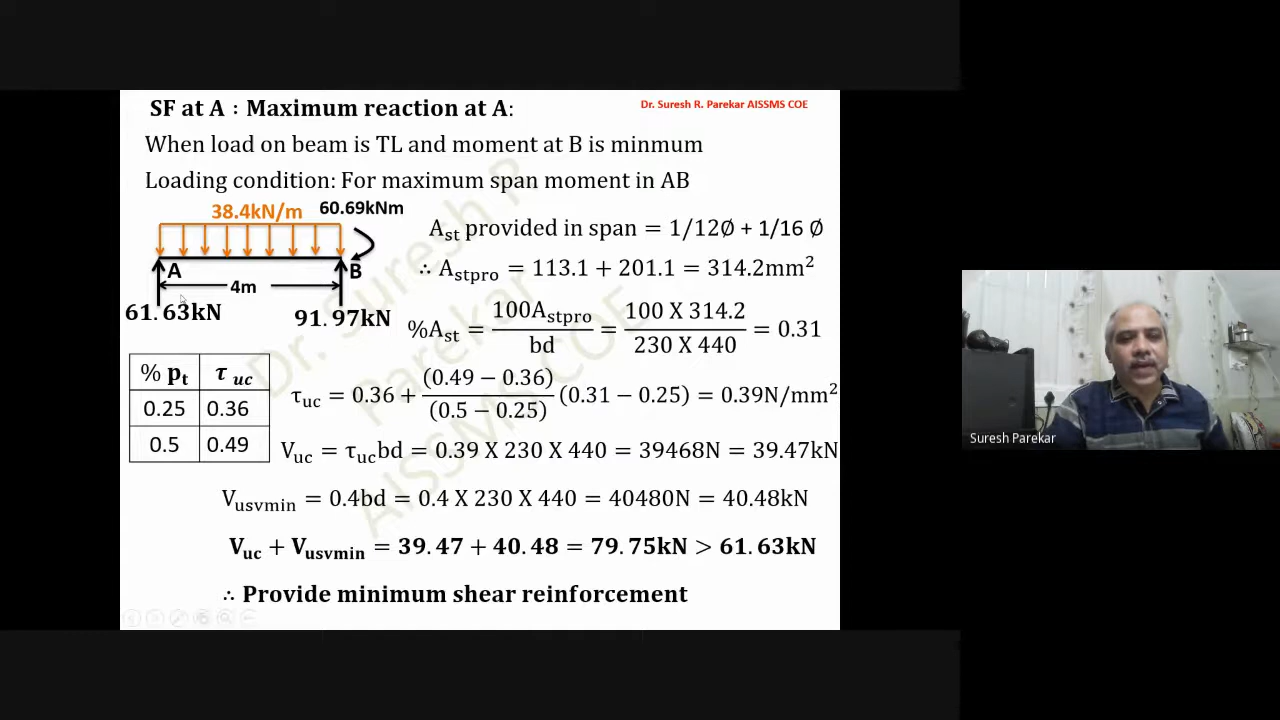 SF at A : Maximum reaction at A:
Dr. Suresh R. Parekar AISSMS COE
When load on beam is TL and moment at B is minmum
Loading condition: For maximum span moment in AB
38.4kN/m
60.69kNm
A
B
4m
61.63kN
91.97kN
A_st provided in span = 1/12Ø + 1/16 Ø
∴ A_stpro = 113.1 + 201.1 = 314.2mm²
%A_st = 100A_stpro / bd = 100 X 314.2 / 230 X 440 = 0.31
% p_t τ_uc
0.25 0.36
0.5 0.49
τ_uc = 0.36 + (0.49 − 0.36) / (0.5 − 0.25) (0.31 − 0.25) = 0.39N/mm²
V_uc = τ_uc bd = 0.39 X 230 X 440 = 39468N = 39.47kN
V_usvmin = 0.4bd = 0.4 X 230 X 440 = 40480N = 40.48kN
V_uc + V_usvmin = 39.47 + 40.48 = 79.75kN > 61.63kN
∴ Provide minimum shear reinforcement
Dr. Suresh R.
Parekar
AISSMS COE
Suresh Parekar